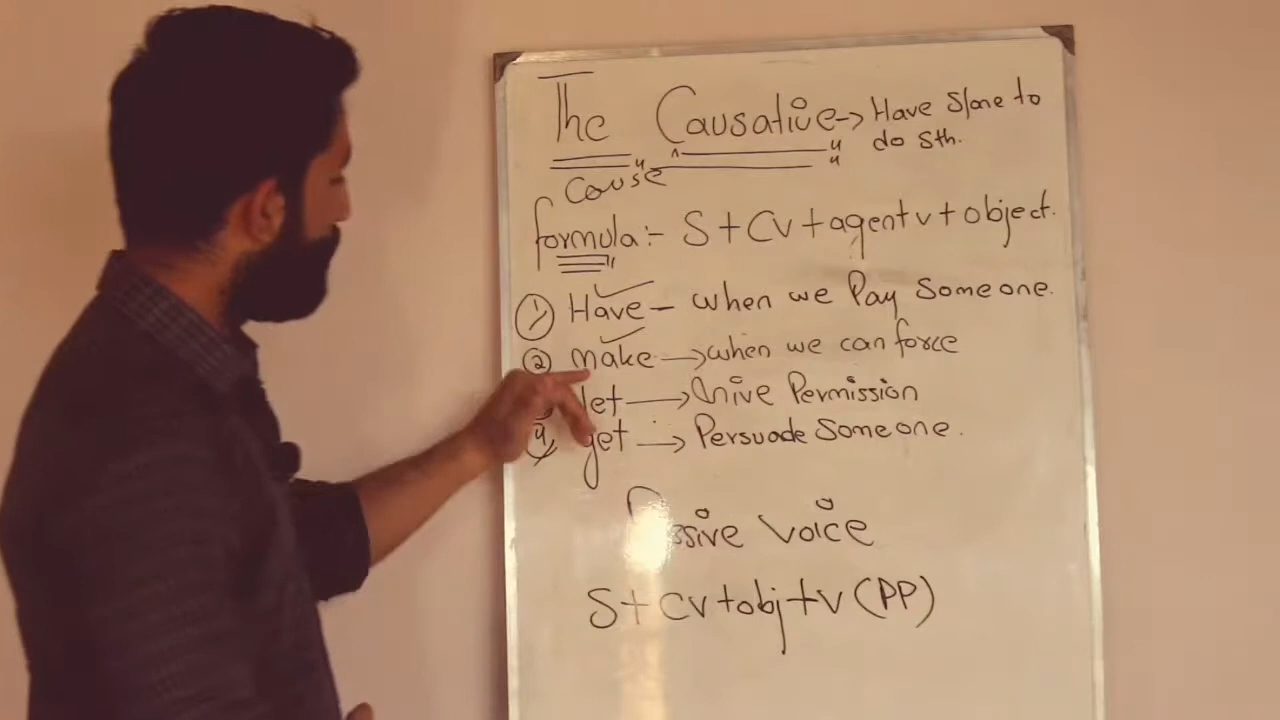 The Causative -> Have S/one to
do sth.
Cause
formula:- S + Cv + agent v + object.
① Have - when we Pay Someone.
② make -> when we can force
let -> Give Permission
4 get -> Persuade Someone.
Passive Voice
S + cv + obj + v (PP)